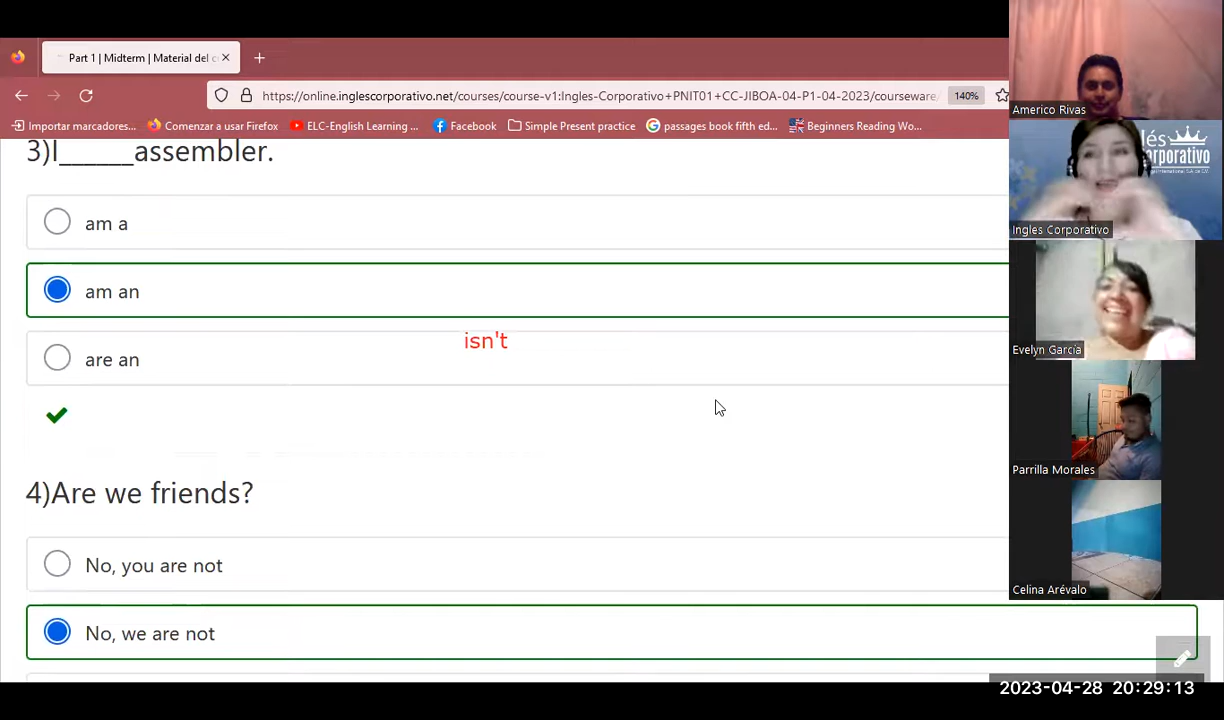 Part 1 | Midterm | Material del c
https://online.inglescorporativo.net/courses/course-v1:Ingles-Corporativo+PNIT01+CC-JIBOA-04-P1-04-2023/courseware/
140%
Importar marcadores...
Comenzar a usar Firefox
ELC-English Learning ...
Facebook
Simple Present practice
passages book fifth ed...
Beginners Reading Wo...
3)I______assembler.
am a
am an
isn't
are an
4)Are we friends?
No, you are not
No, we are not
Americo Rivas
lés
orporativo
Ingles Corporativo
Evelyn García
Parrilla Morales
Celina Arévalo
2023-04-28 20:29:13